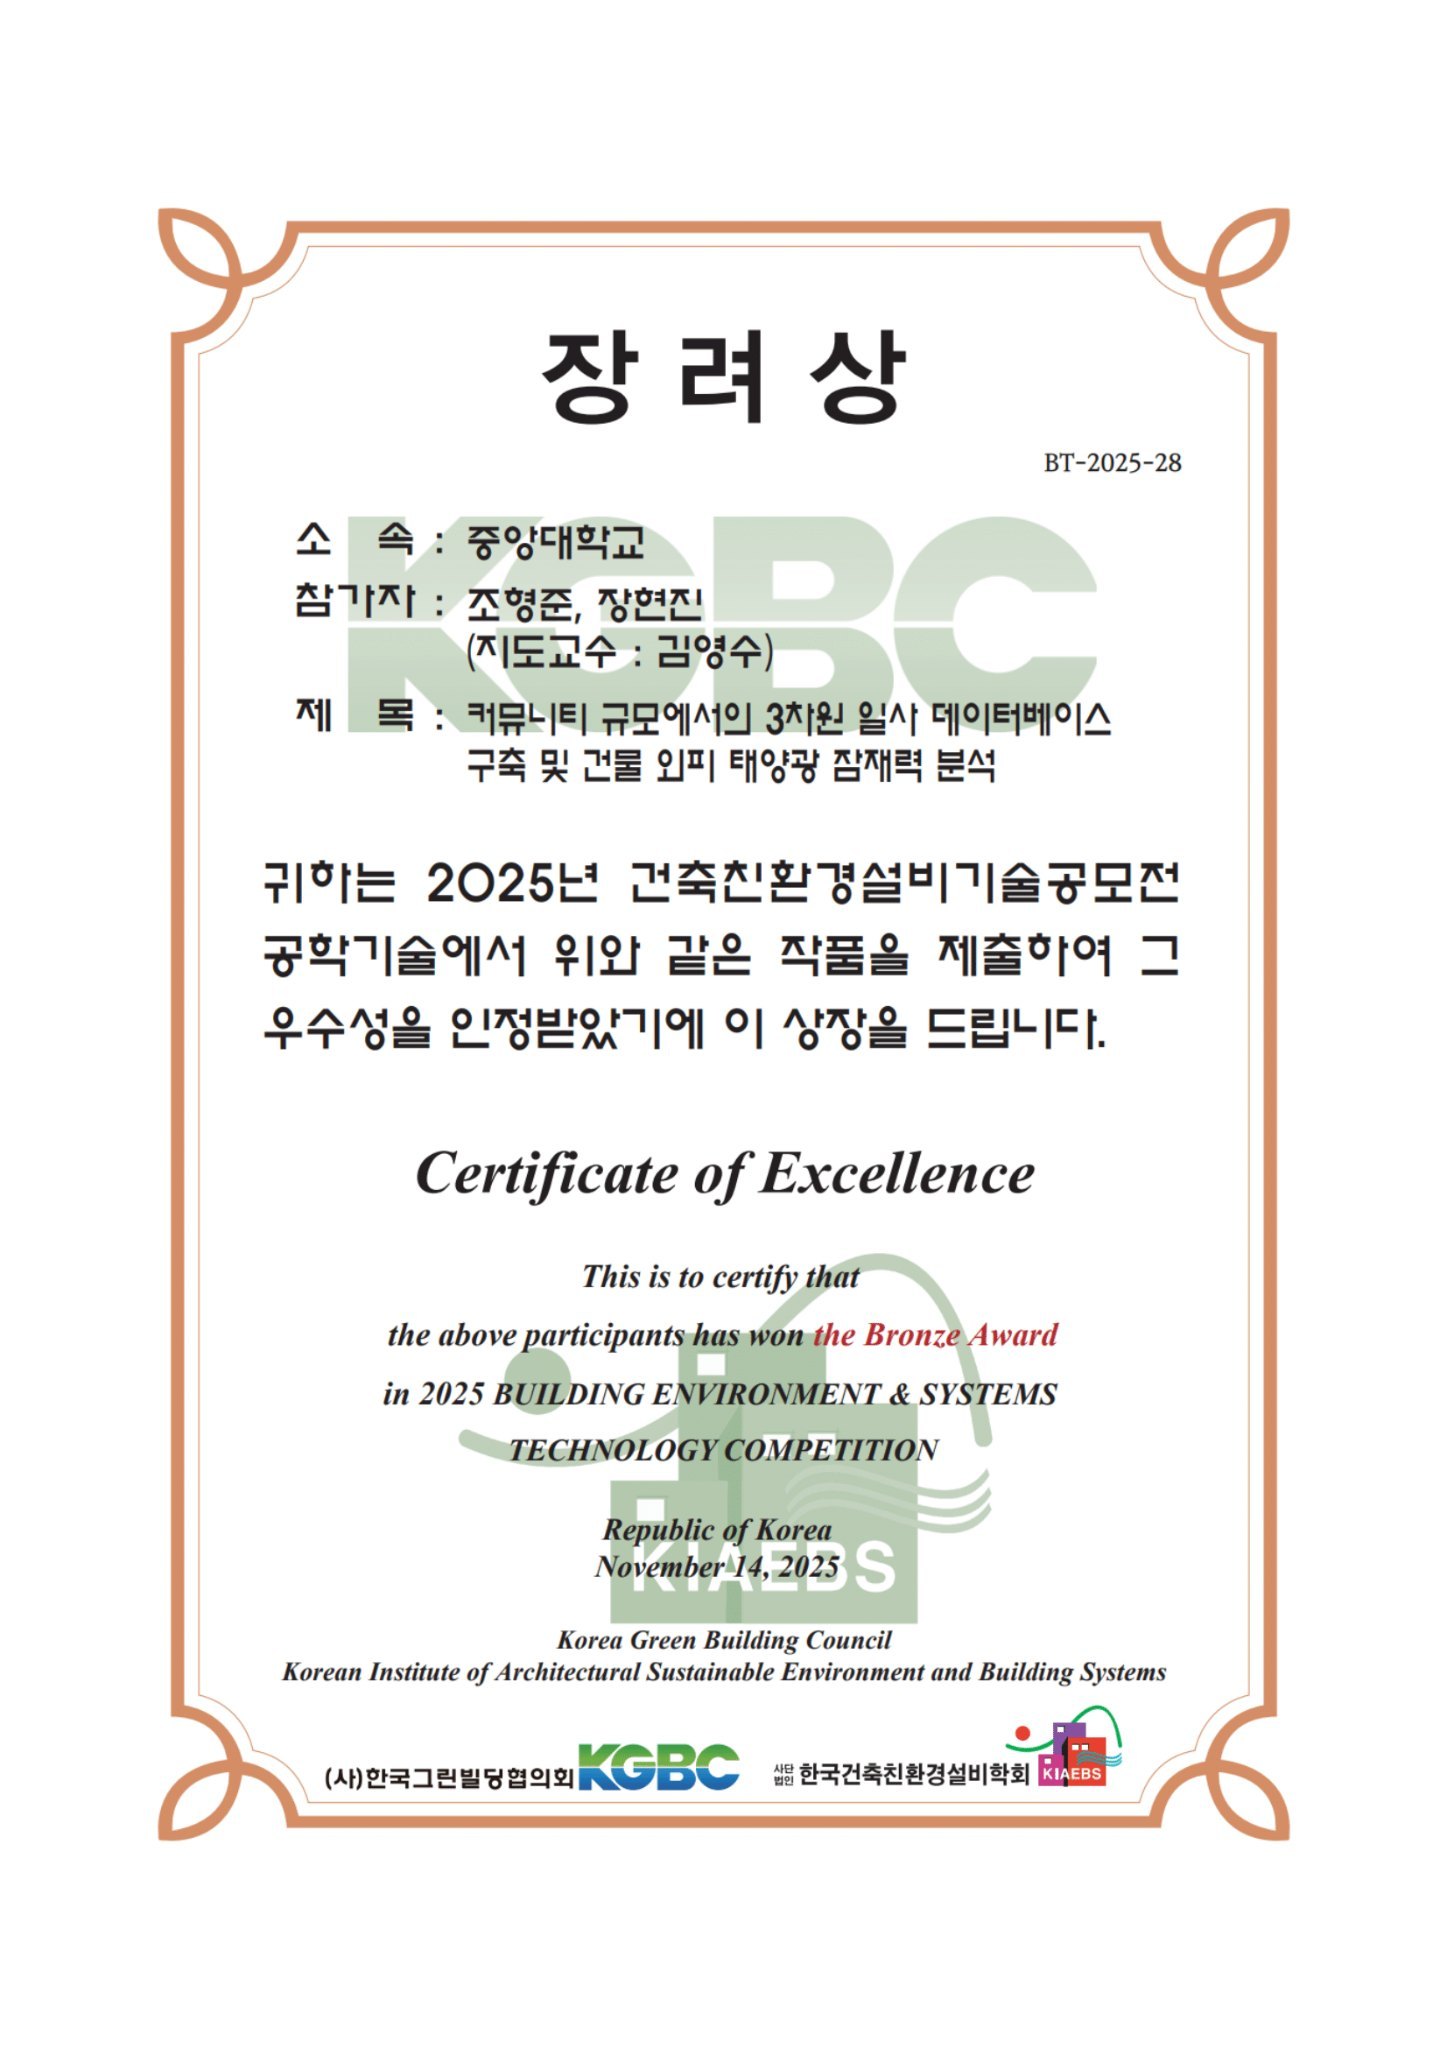 장 려 상
BT-2025-28
KGBC
소 속 : 중앙대학교
참가자 : 조형준, 장현진
(지도교수 : 김영수)
제 목 : 커뮤니티 규모에서의 3차원 일사 데이터베이스
구축 및 건물 외피 태양광 잠재력 분석
귀하는 2025년 건축친환경설비기술공모전
공학기술에서 위와 같은 작품을 제출하여 그
우수성을 인정받았기에 이 상장을 드립니다.
Certificate of Excellence
This is to certify that
the above participants has won the Bronze Award
in 2025 BUILDING ENVIRONMENT & SYSTEMS
TECHNOLOGY COMPETITION
Republic of Korea
November 14, 2025
KIAEBS
Korea Green Building Council
Korean Institute of Architectural Sustainable Environment and Building Systems
(사)한국그린빌딩협의회 KGBC
사단법인 한국건축친환경설비학회 KIAEBS